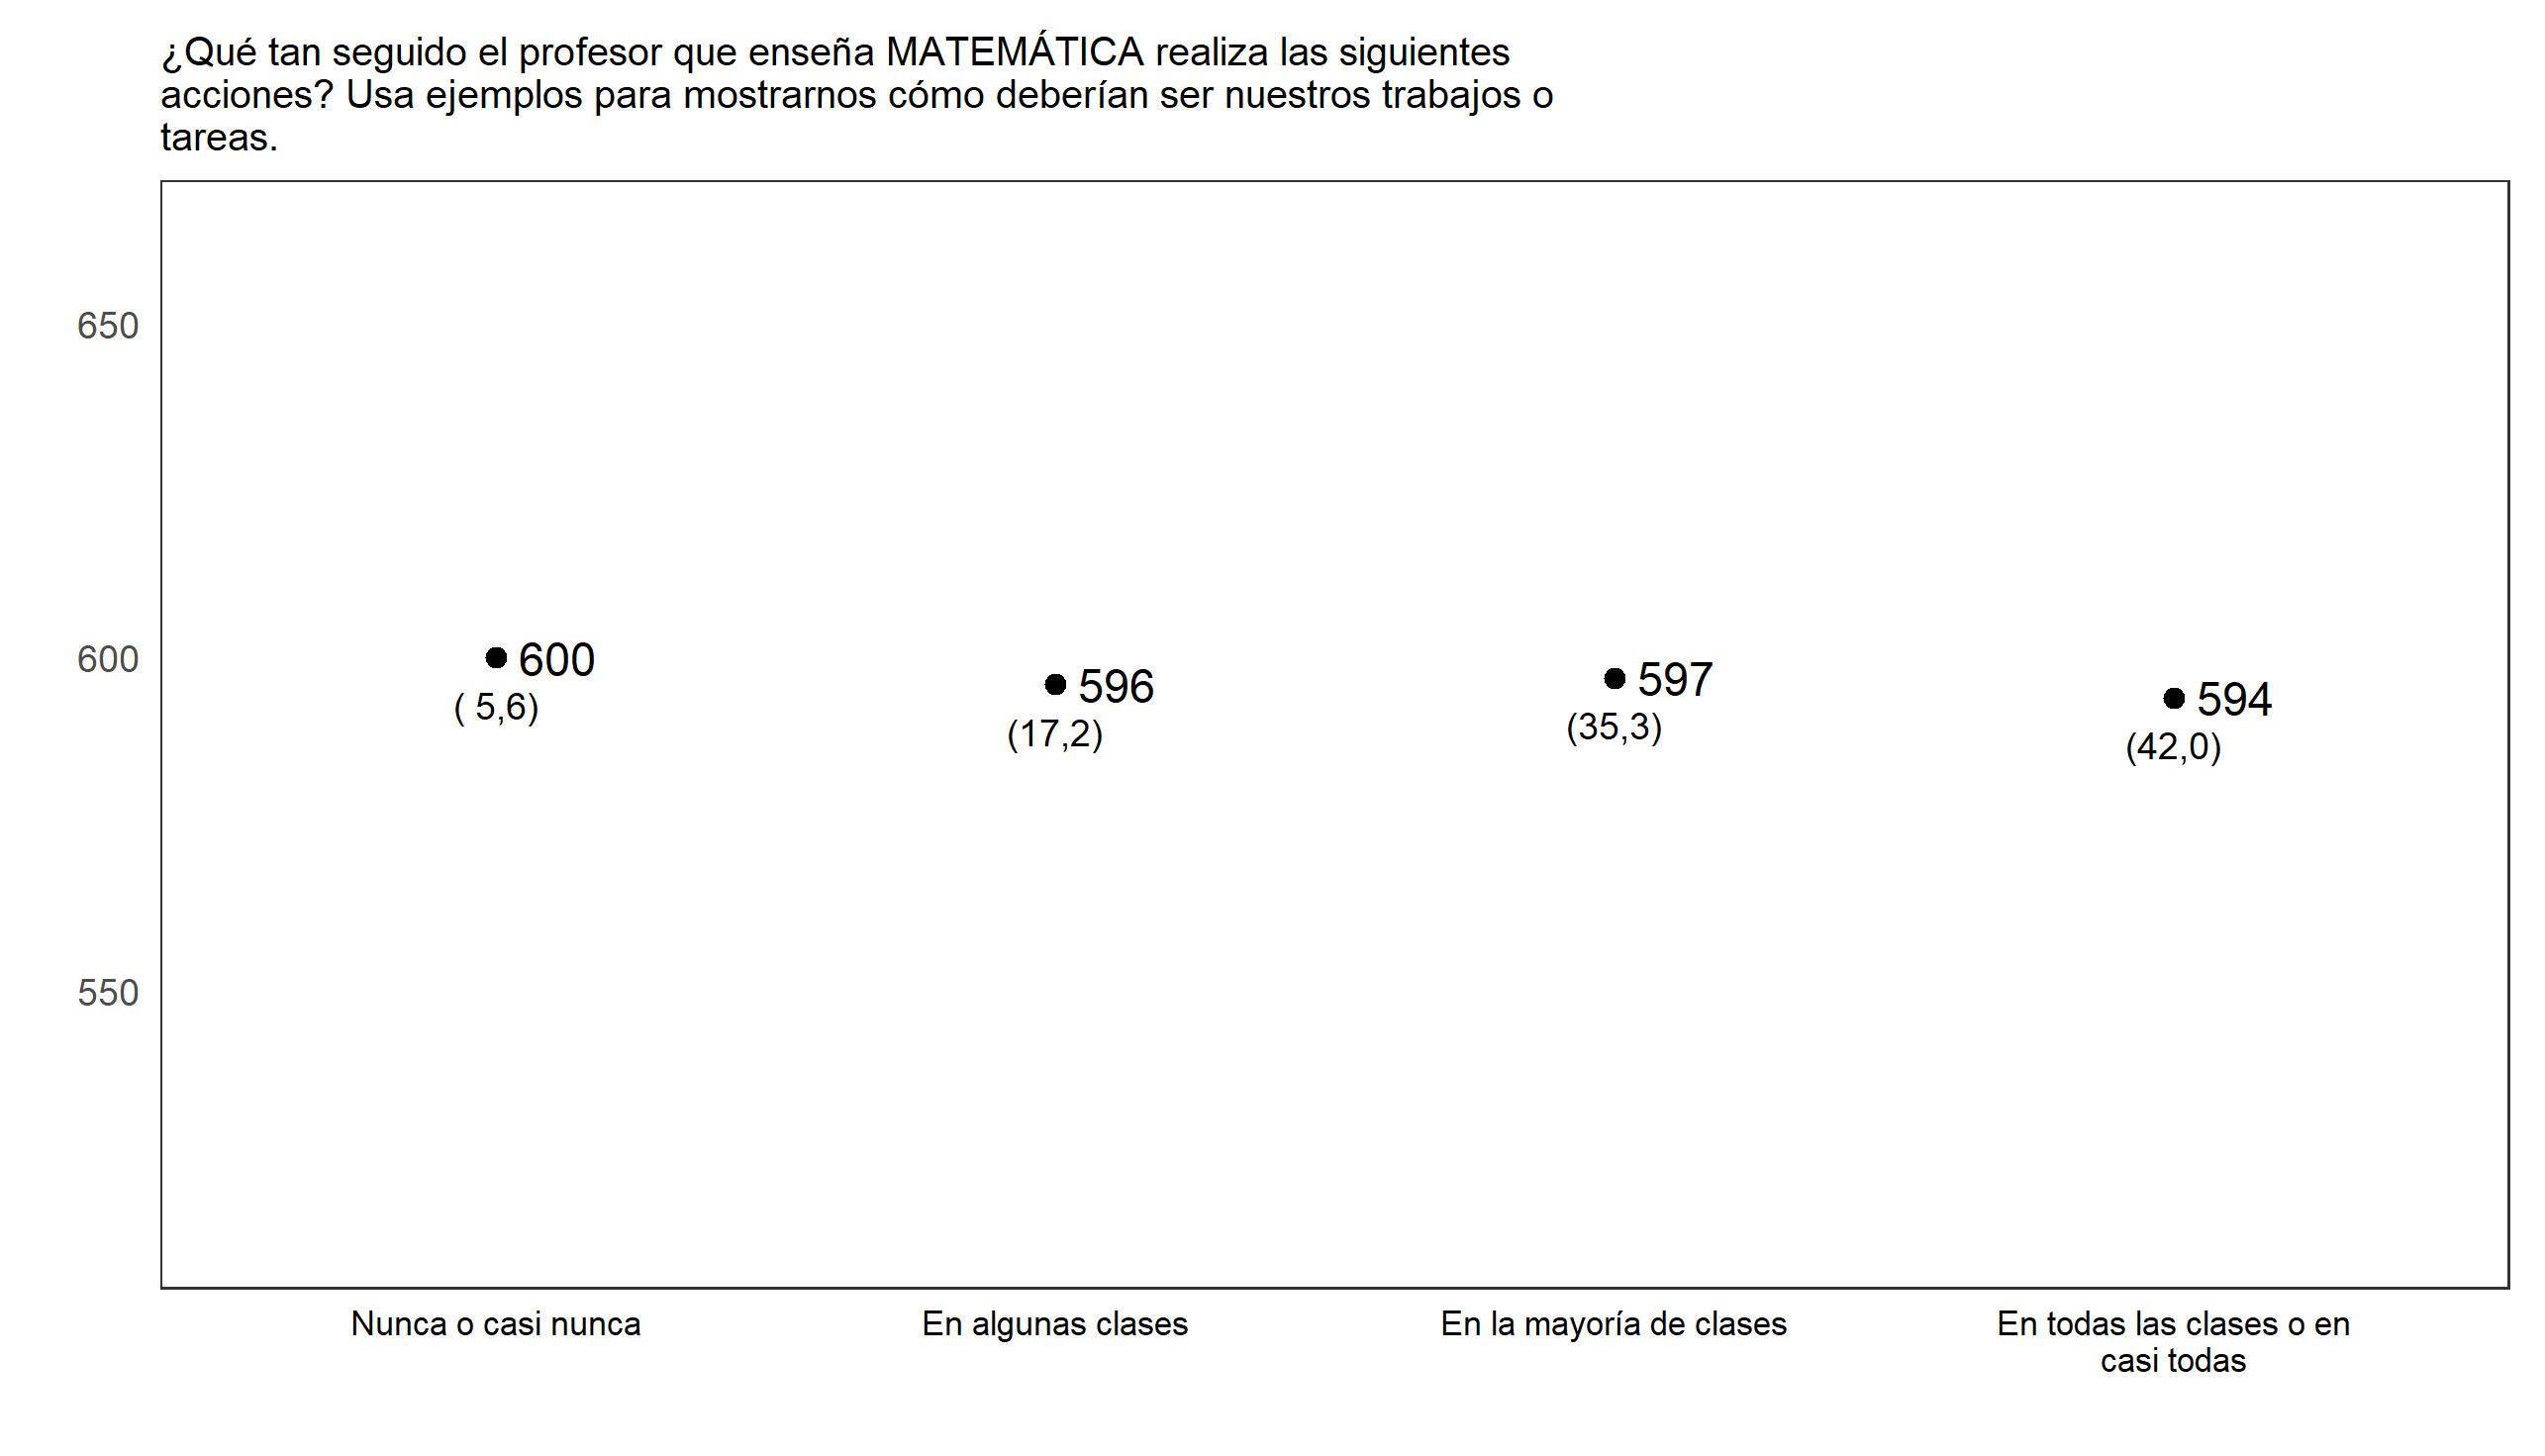 ¿Qué tan seguido el profesor que enseña MATEMÁTICA realiza las siguientes
acciones? Usa ejemplos para mostrarnos cómo deberían ser nuestros trabajos o
tareas.
650
600
550
600
( 5,6)
596
(17,2)
597
(35,3)
594
(42,0)
Nunca o casi nunca
En algunas clases
En la mayoría de clases
En todas las clases o en
casi todas